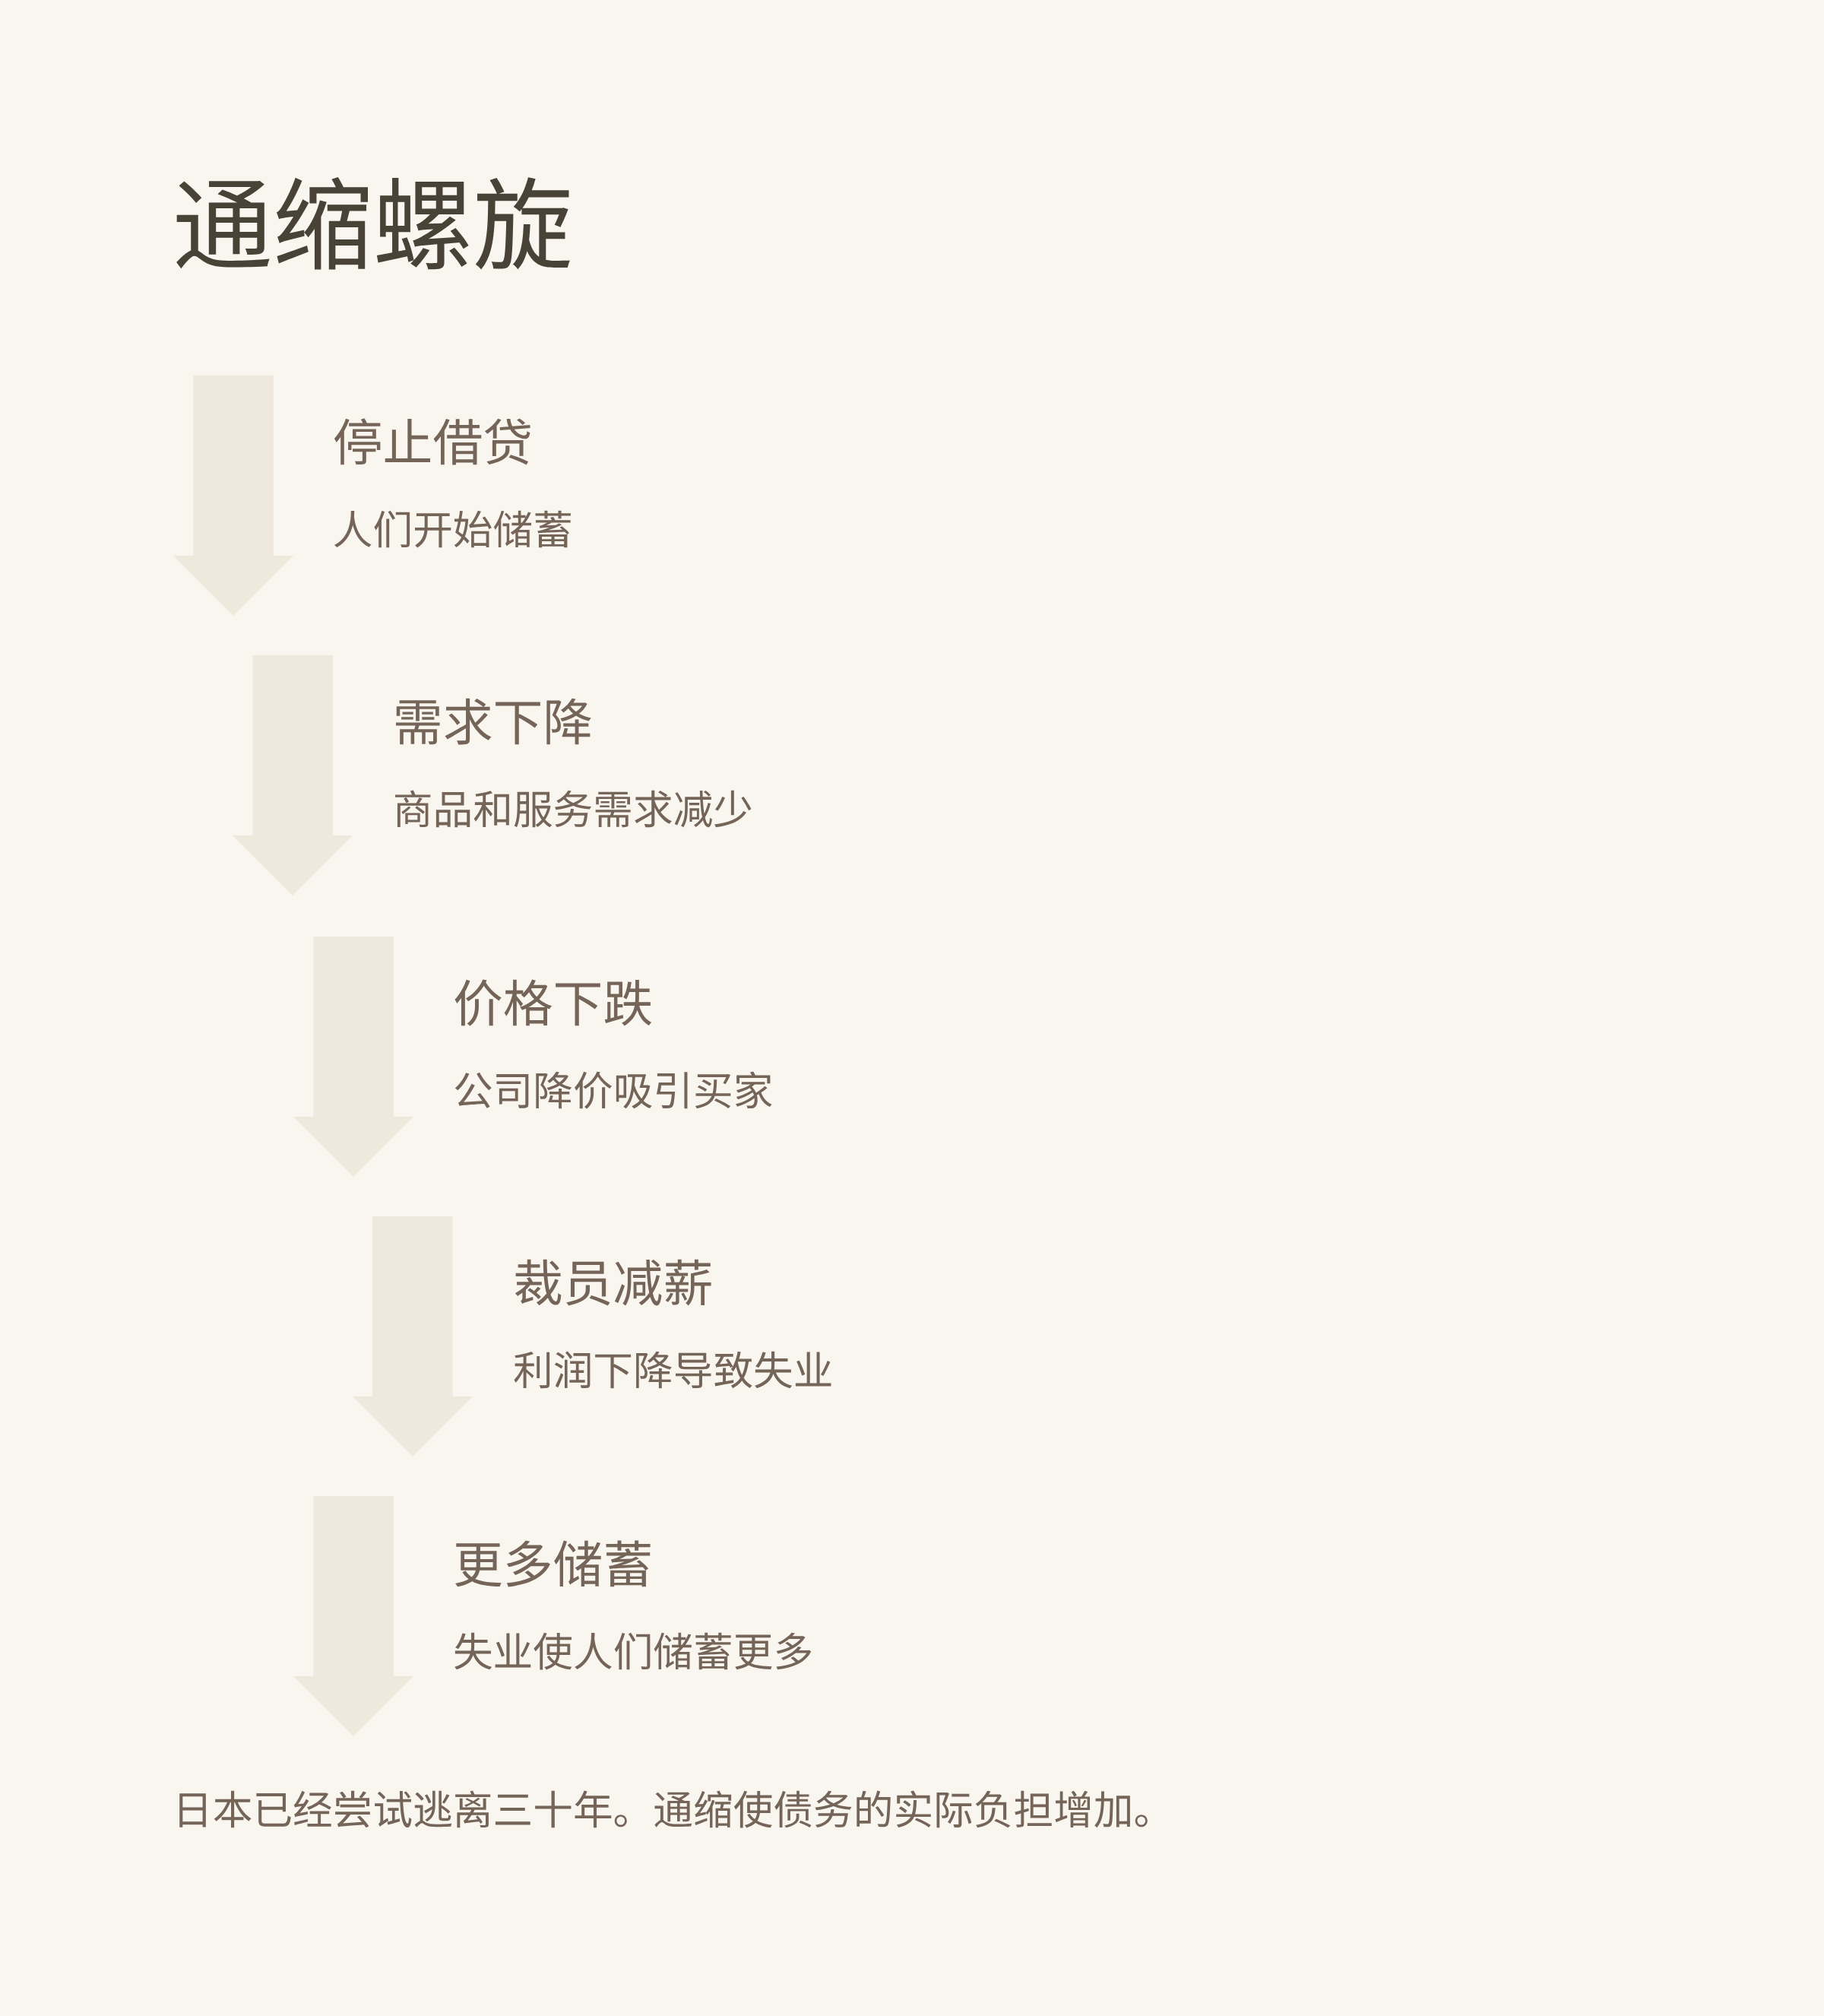 通缩螺旋
停止借贷
人们开始储蓄
需求下降
商品和服务需求减少
价格下跌
公司降价吸引买家
裁员减薪
利润下降导致失业
更多储蓄
失业使人们储蓄更多
日本已经尝试逃离三十年。通缩使债务的实际负担增加。